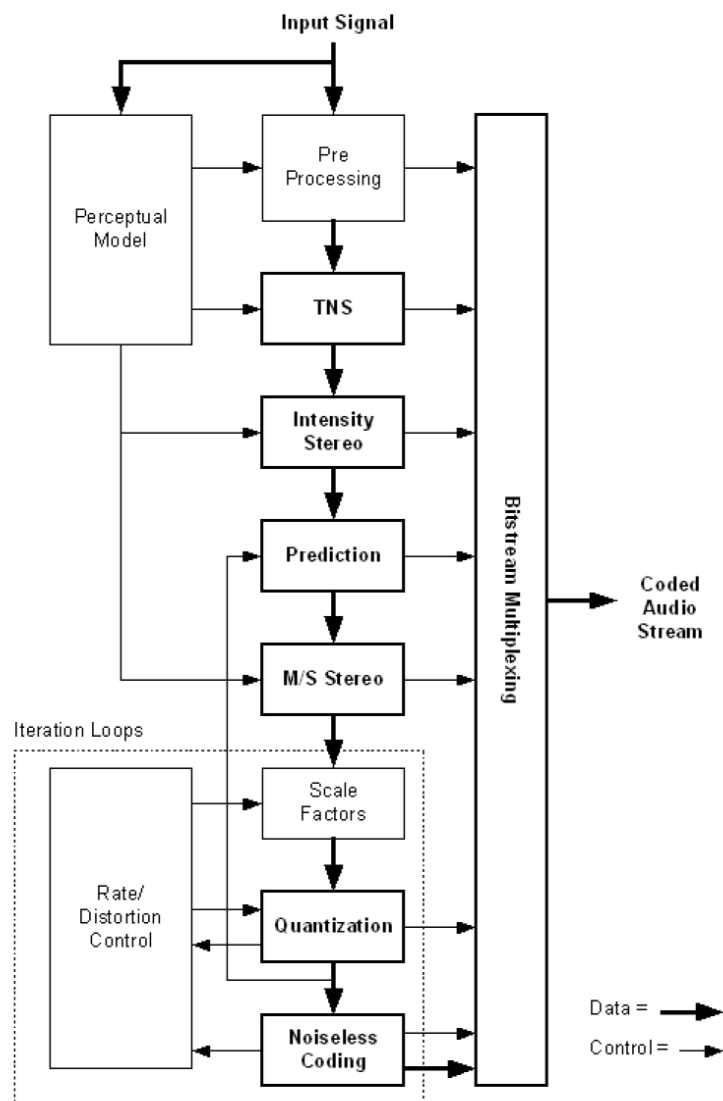 Input Signal
Perceptual
Model
Pre
Processing
TNS
Intensity
Stereo
Prediction
M/S Stereo
Bitstream Multiplexing
Coded
Audio
Stream
Iteration Loops
Rate/
Distortion
Control
Scale
Factors
Quantization
Noiseless
Coding
Data =
Control =